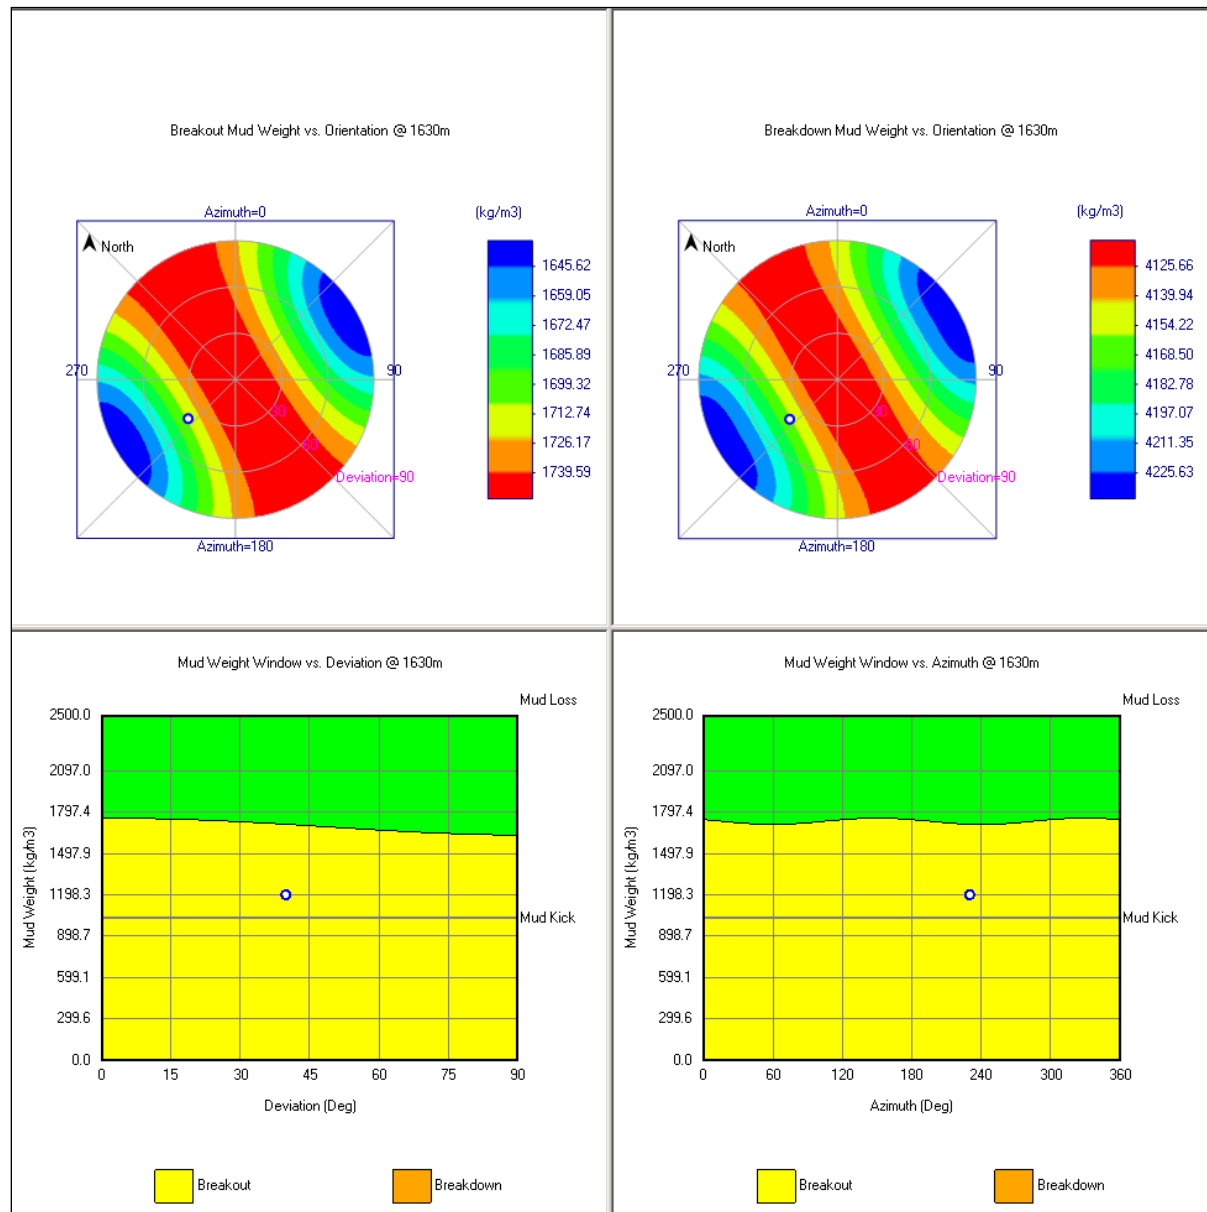 Breakout Mud Weight vs. Orientation @ 1630m
Azimuth=0
(kg/m3)
North
1645.62
1659.05
1672.47
1685.89
1699.32
1712.74
1726.17
1739.59
270
90
30
60
Deviation=90
Azimuth=180
Breakdown Mud Weight vs. Orientation @ 1630m
Azimuth=0
(kg/m3)
North
4125.66
4139.94
4154.22
4168.50
4182.78
4197.07
4211.35
4225.63
270
90
30
60
Deviation=90
Azimuth=180
Mud Weight Window vs. Deviation @ 1630m
Mud Loss
2500.0
2097.0
1797.4
1497.9
1198.3
898.7
599.1
299.6
0.0
Mud Weight (kg/m3)
Mud Kick
0 15 30 45 60 75 90
Deviation (Deg)
Breakout
Breakdown
Mud Weight Window vs. Azimuth @ 1630m
Mud Loss
2500.0
2097.0
1797.4
1497.9
1198.3
898.7
599.1
299.6
0.0
Mud Weight (kg/m3)
Mud Kick
0 60 120 180 240 300 360
Azimuth (Deg)
Breakout
Breakdown